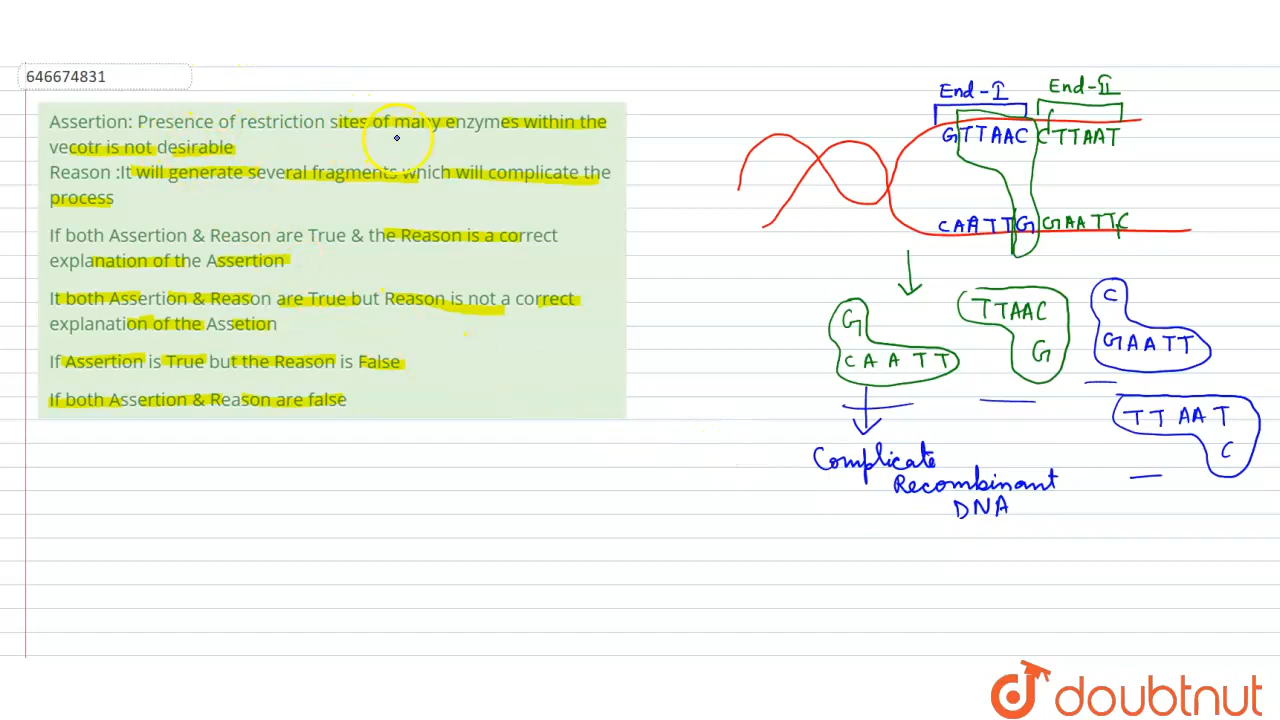 646674831
Assertion: Presence of restriction sites of many enzymes within the
vecotr is not desirable
Reason :It will generate several fragments which will complicate the
process
If both Assertion & Reason are True & the Reason is a correct
explanation of the Assertion
It both Assertion & Reason are True but Reason is not a correct
explanation of the Assetion
If Assertion is True but the Reason is False
If both Assertion & Reason are false
End-I
End-II
GTTAAC CTTAAT
CAATTG GAATTC
G
CAATT
TTAAC
G
C
GAATT
TTAAT
C
Complicate
Recombinant
DNA
doubtnut